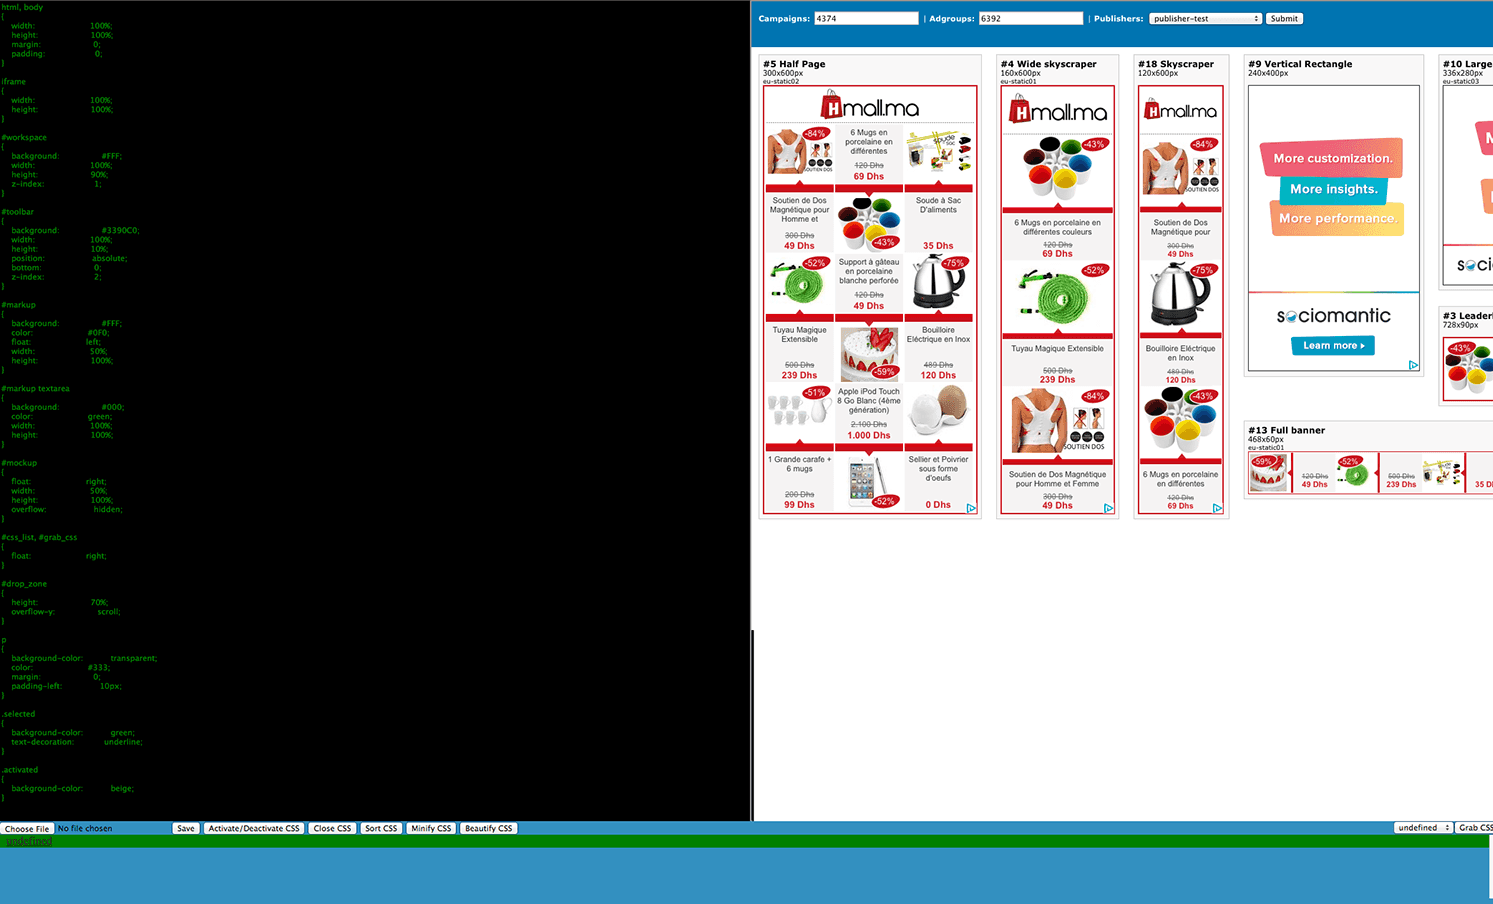 html, body
{
width: 100%;
height: 100%;
margin: 0;
padding: 0;
}
iframe
{
width: 100%;
height: 100%;
}
#workspace
{
background: #FFF;
width: 100%;
height: 90%;
z-index: 1;
}
#toolbar
{
background: #3390C0;
width: 100%;
height: 10%;
position: absolute;
bottom: 0;
z-index: 2;
}
#markup
{
background: #FFF;
color: #0F0;
float: left;
width: 50%;
height: 100%;
}
#markup textarea
{
background: #000;
color: green;
width: 100%;
height: 100%;
}
#mockup
{
float: right;
width: 50%;
height: 100%;
overflow: hidden;
}
#css_list, #grab_css
{
float: right;
}
#drop_zone
{
height: 70%;
overflow-y: scroll;
}
p
{
background-color: transparent;
color: #333;
margin: 0;
padding-left: 10px;
}
.selected
{
background-color: green;
text-decoration: underline;
}
.activated
{
background-color: beige;
}
Choose File No file chosen Save Activate/Deactivate CSS Close CSS Sort CSS Minify CSS Beautify CSS
undefined Grab CSS
undefined
Campaigns: 4374 | Adgroups: 6392 | Publishers: publisher-test Submit
#5 Half Page
300x600px
eu-static02
Hmall.ma
-84%
SOUTIEN DOS
6 Mugs en
porcelaine en
différentes
120 Dhs
69 Dhs
Soutien de Dos
Magnétique pour
Homme et
300 Dhs
49 Dhs
-43%
Soude à Sac
D'aliments
35 Dhs
-52%
Support à gâteau
en porcelaine
blanche perforée
120 Dhs
49 Dhs
-75%
Tuyau Magique
Extensible
500 Dhs
239 Dhs
-59%
Bouilloire
Eléctrique en Inox
489 Dhs
120 Dhs
-51%
Apple iPod Touch
8 Go Blanc (4ème
génération)
2,100 Dhs
1.000 Dhs
1 Grande carafe +
6 mugs
200 Dhs
99 Dhs
-52%
Sellier et Poivrier
sous forme
d'oeufs
0 Dhs
#4 Wide skyscraper
160x600px
eu-static01
Hmall.ma
-43%
6 Mugs en porcelaine en
différentes couleurs
120 Dhs
69 Dhs
-52%
Tuyau Magique Extensible
500 Dhs
239 Dhs
-84%
SOUTIEN DOS
Soutien de Dos Magnétique
pour Homme et Femme
300 Dhs
49 Dhs
#18 Skyscraper
120x600px
Hmall.ma
-84%
SOUTIEN DOS
Soutien de Dos
Magnétique pour
300 Dhs
49 Dhs
-75%
Bouilloire Eléctrique
en Inox
489 Dhs
120 Dhs
-43%
6 Mugs en porcelaine
en différentes
120 Dhs
69 Dhs
#9 Vertical Rectangle
240x400px
More customization.
More insights.
More performance.
sociomantic
Learn more
#10 Large
336x280px
eu-static03
M
soci
#3 Leader
728x90px
-43%
#13 Full banner
468x60px
eu-static01
-59%
120 Dhs
49 Dhs
-52%
500 Dhs
239 Dhs
35 D